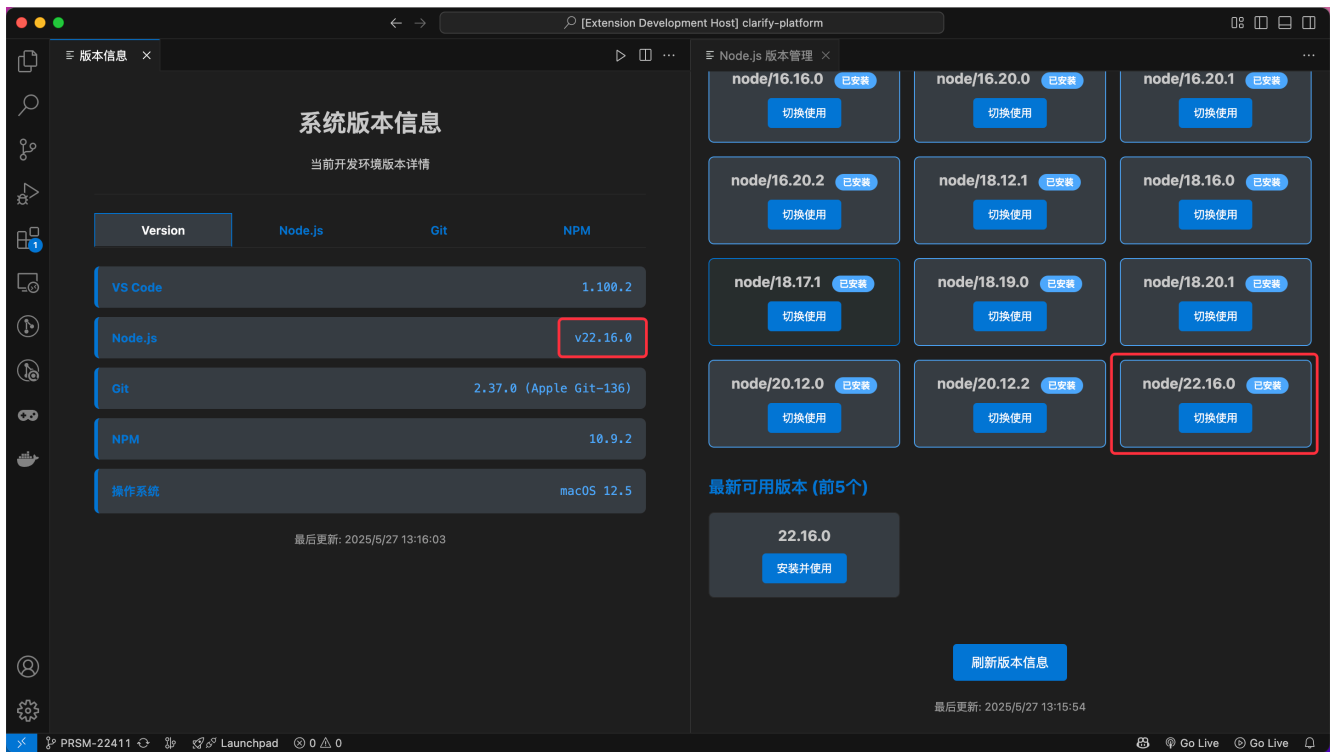 [Extension Development Host] clarify-platform
版本信息
Node.js 版本管理
系统版本信息
当前开发环境版本详情
Version Node.js Git NPM
VS Code 1.100.2
Node.js v22.16.0
Git 2.37.0 (Apple Git-136)
NPM 10.9.2
操作系统 macOS 12.5
最后更新: 2025/5/27 13:16:03
node/16.16.0 已安装 node/16.20.0 已安装 node/16.20.1 已安装
切换使用 切换使用 切换使用
node/16.20.2 已安装 node/18.12.1 已安装 node/18.16.0 已安装
切换使用 切换使用 切换使用
node/18.17.1 已安装 node/18.19.0 已安装 node/18.20.1 已安装
切换使用 切换使用 切换使用
node/20.12.0 已安装 node/20.12.2 已安装 node/22.16.0 已安装
切换使用 切换使用 切换使用
最新可用版本 (前5个)
22.16.0
安装并使用
刷新版本信息
最后更新: 2025/5/27 13:15:54
1
PRSM-22411 Launchpad 0 0 Go Live Go Live